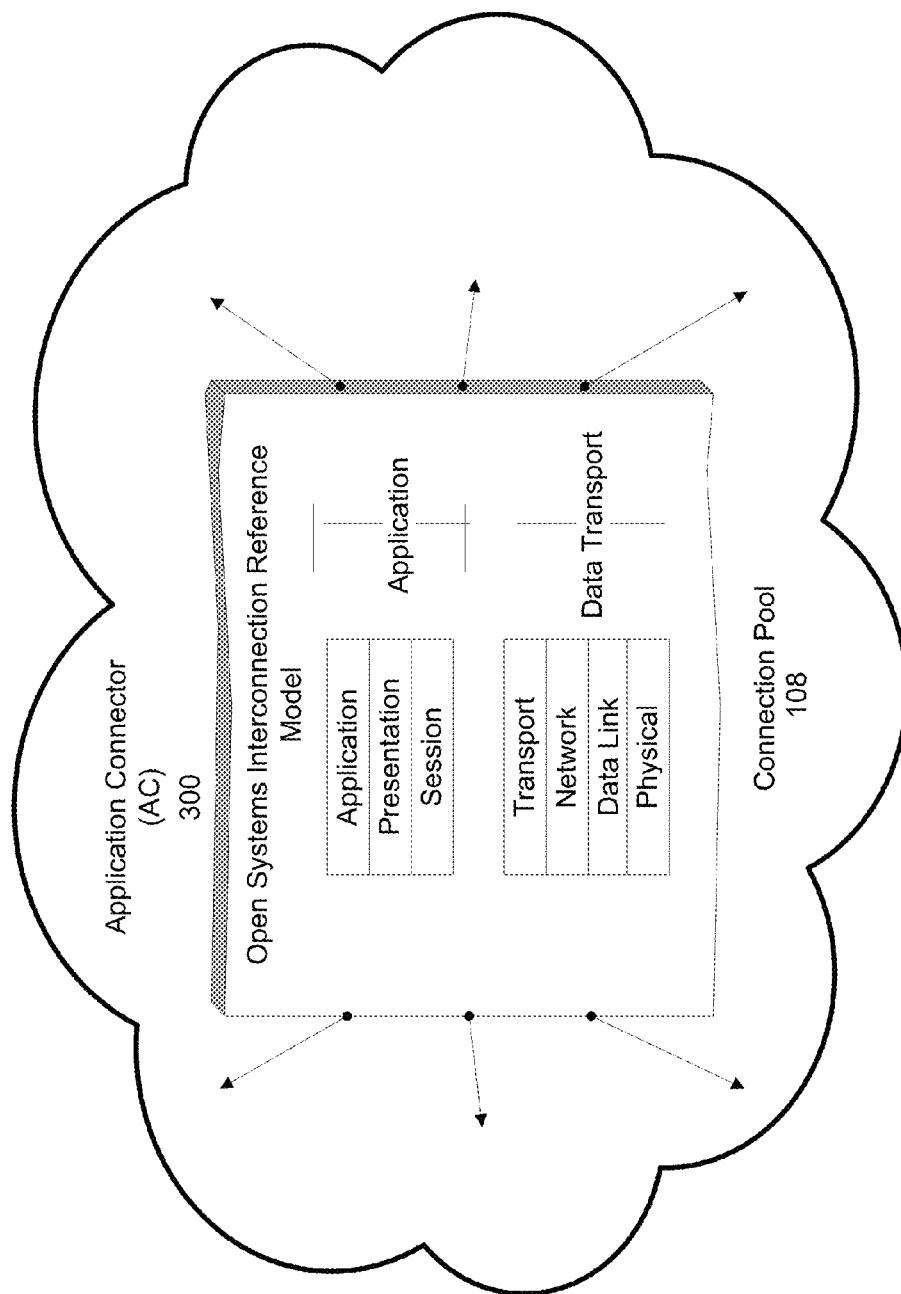 Application Connector
(AC)
300
Open Systems Interconnection Reference
Model
Application
Presentation
Session
Application
Transport
Network
Data Link
Physical
Data Transport
Connection Pool
108